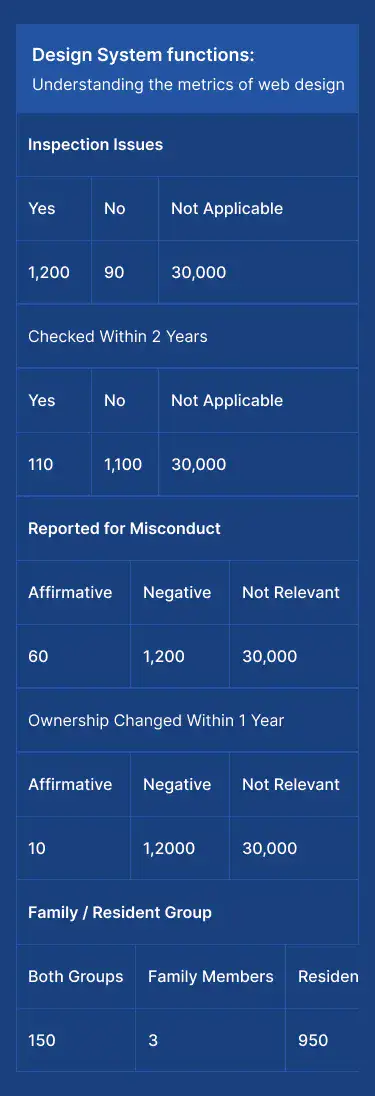 Design System functions:
Understanding the metrics of web design
Inspection Issues
Yes No Not Applicable
1,200 90 30,000
Checked Within 2 Years
Yes No Not Applicable
110 1,100 30,000
Reported for Misconduct
Affirmative Negative Not Relevant
60 1,200 30,000
Ownership Changed Within 1 Year
Affirmative Negative Not Relevant
10 1,2000 30,000
Family / Resident Group
Both Groups Family Members Residen
150 3 950